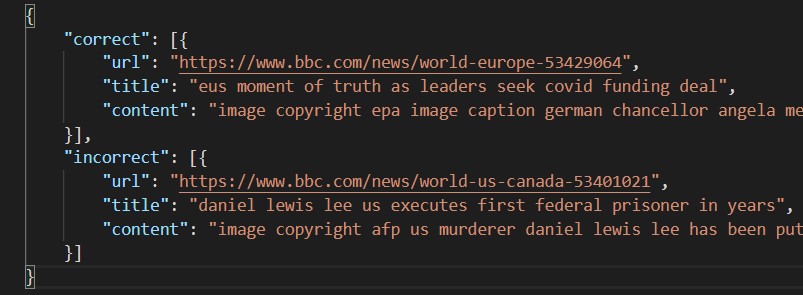 {
"correct": [{
"url": "https://www.bbc.com/news/world-europe-53429064",
"title": "eus moment of truth as leaders seek covid funding deal",
"content": "image copyright epa image caption german chancellor angela me
}],
"incorrect": [{
"url": "https://www.bbc.com/news/world-us-canada-53401021",
"title": "daniel lewis lee us executes first federal prisoner in years",
"content": "image copyright afp us murderer daniel lewis lee has been put
}]
}